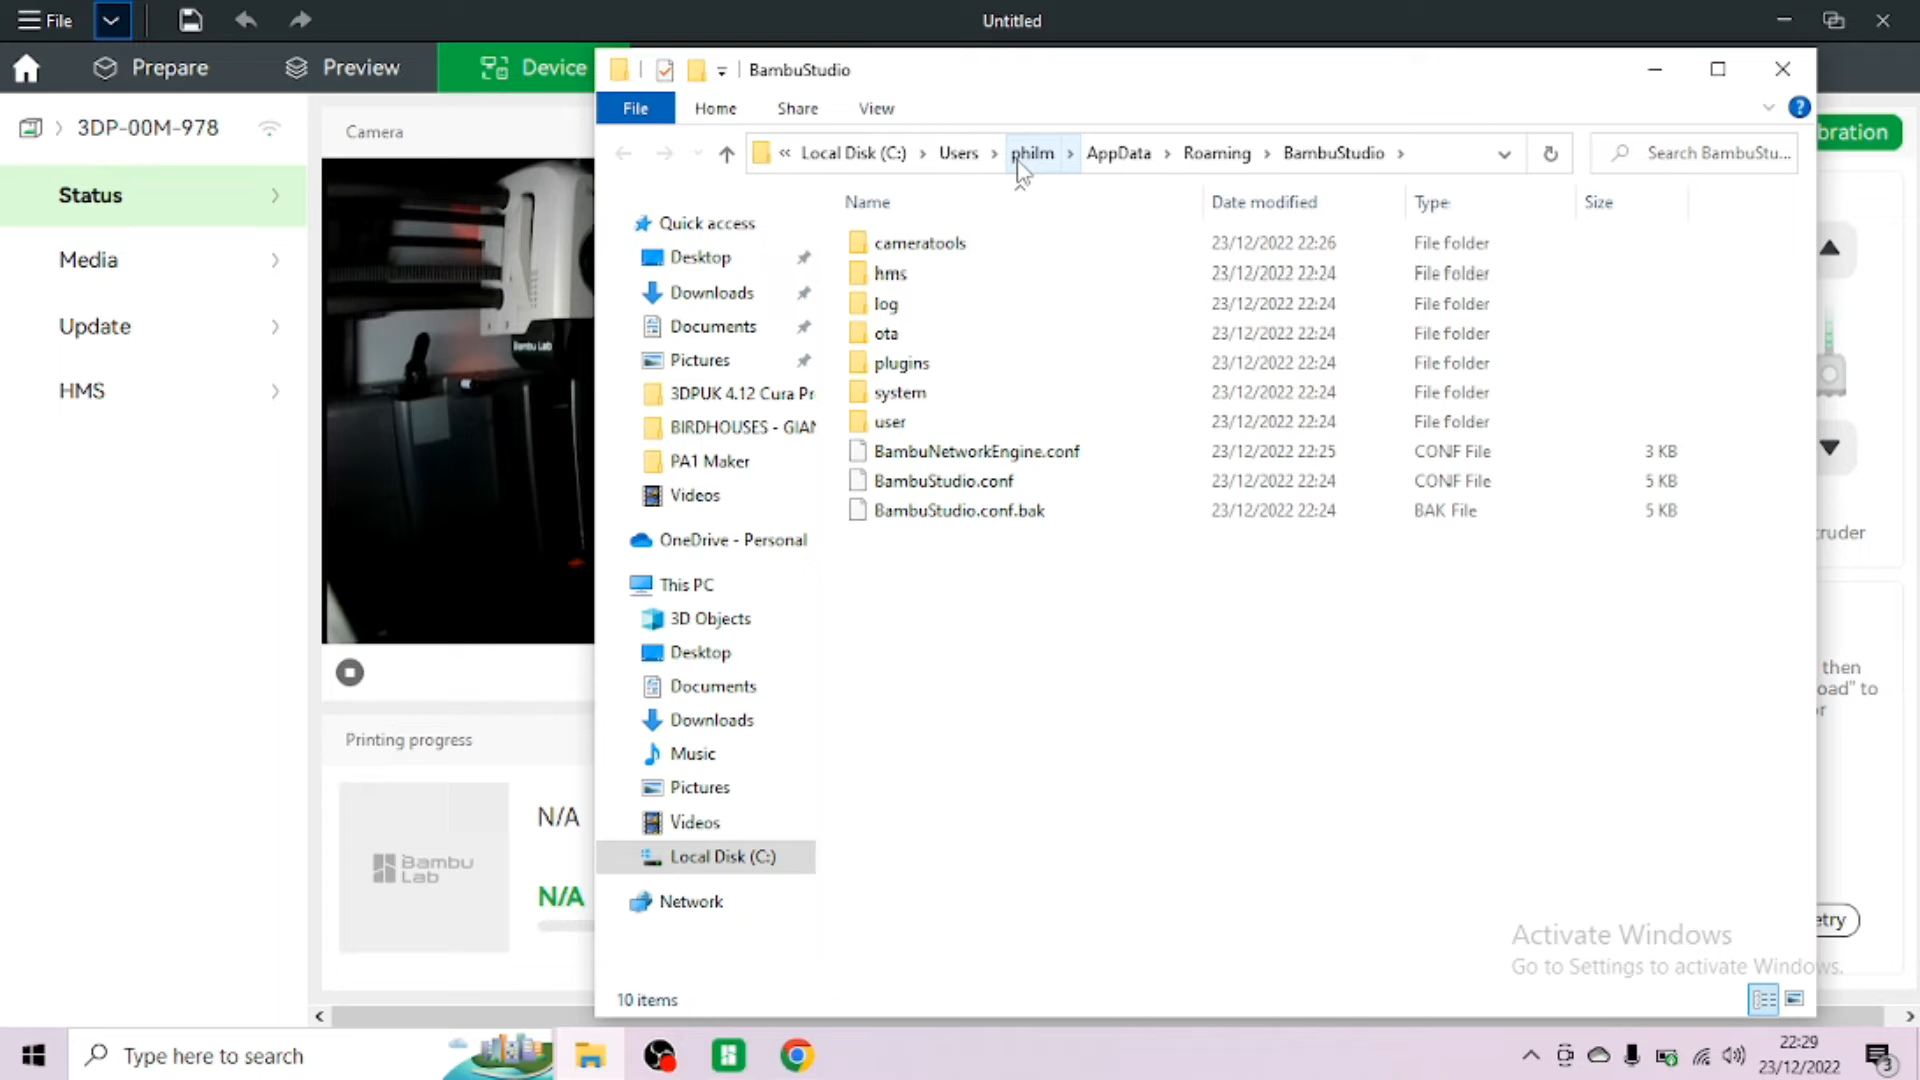 File
Untitled
Prepare
Preview
Device
3DP-00M-978
Status
Media
Update
HMS
Camera
Bambu Lab
Printing progress
Bambu
Lab
N/A
N/A
BambuStudio
File
Home
Share
View
?
« Local Disk (C:) > Users > philm > AppData > Roaming > BambuStudio >
Search BambuStu...
Name
Date modified
Type
Size
Quick access
Desktop
Downloads
Documents
Pictures
3DPUK 4.12 Cura Pr
BIRDHOUSES - GIAN
PA1 Maker
Videos
OneDrive - Personal
This PC
3D Objects
Desktop
Documents
Downloads
Music
Pictures
Videos
Local Disk (C:)
Network
cameratools 23/12/2022 22:26 File folder
hms 23/12/2022 22:24 File folder
log 23/12/2022 22:24 File folder
ota 23/12/2022 22:24 File folder
plugins 23/12/2022 22:24 File folder
system 23/12/2022 22:24 File folder
user 23/12/2022 22:24 File folder
BambuNetworkEngine.conf 23/12/2022 22:25 CONF File 3 KB
BambuStudio.conf 23/12/2022 22:24 CONF File 5 KB
BambuStudio.conf.bak 23/12/2022 22:24 BAK File 5 KB
10 items
bration
ruder
then
oad" to
r
etry
Activate Windows
Go to Settings to activate Windows.
Type here to search
22:29
23/12/2022
3